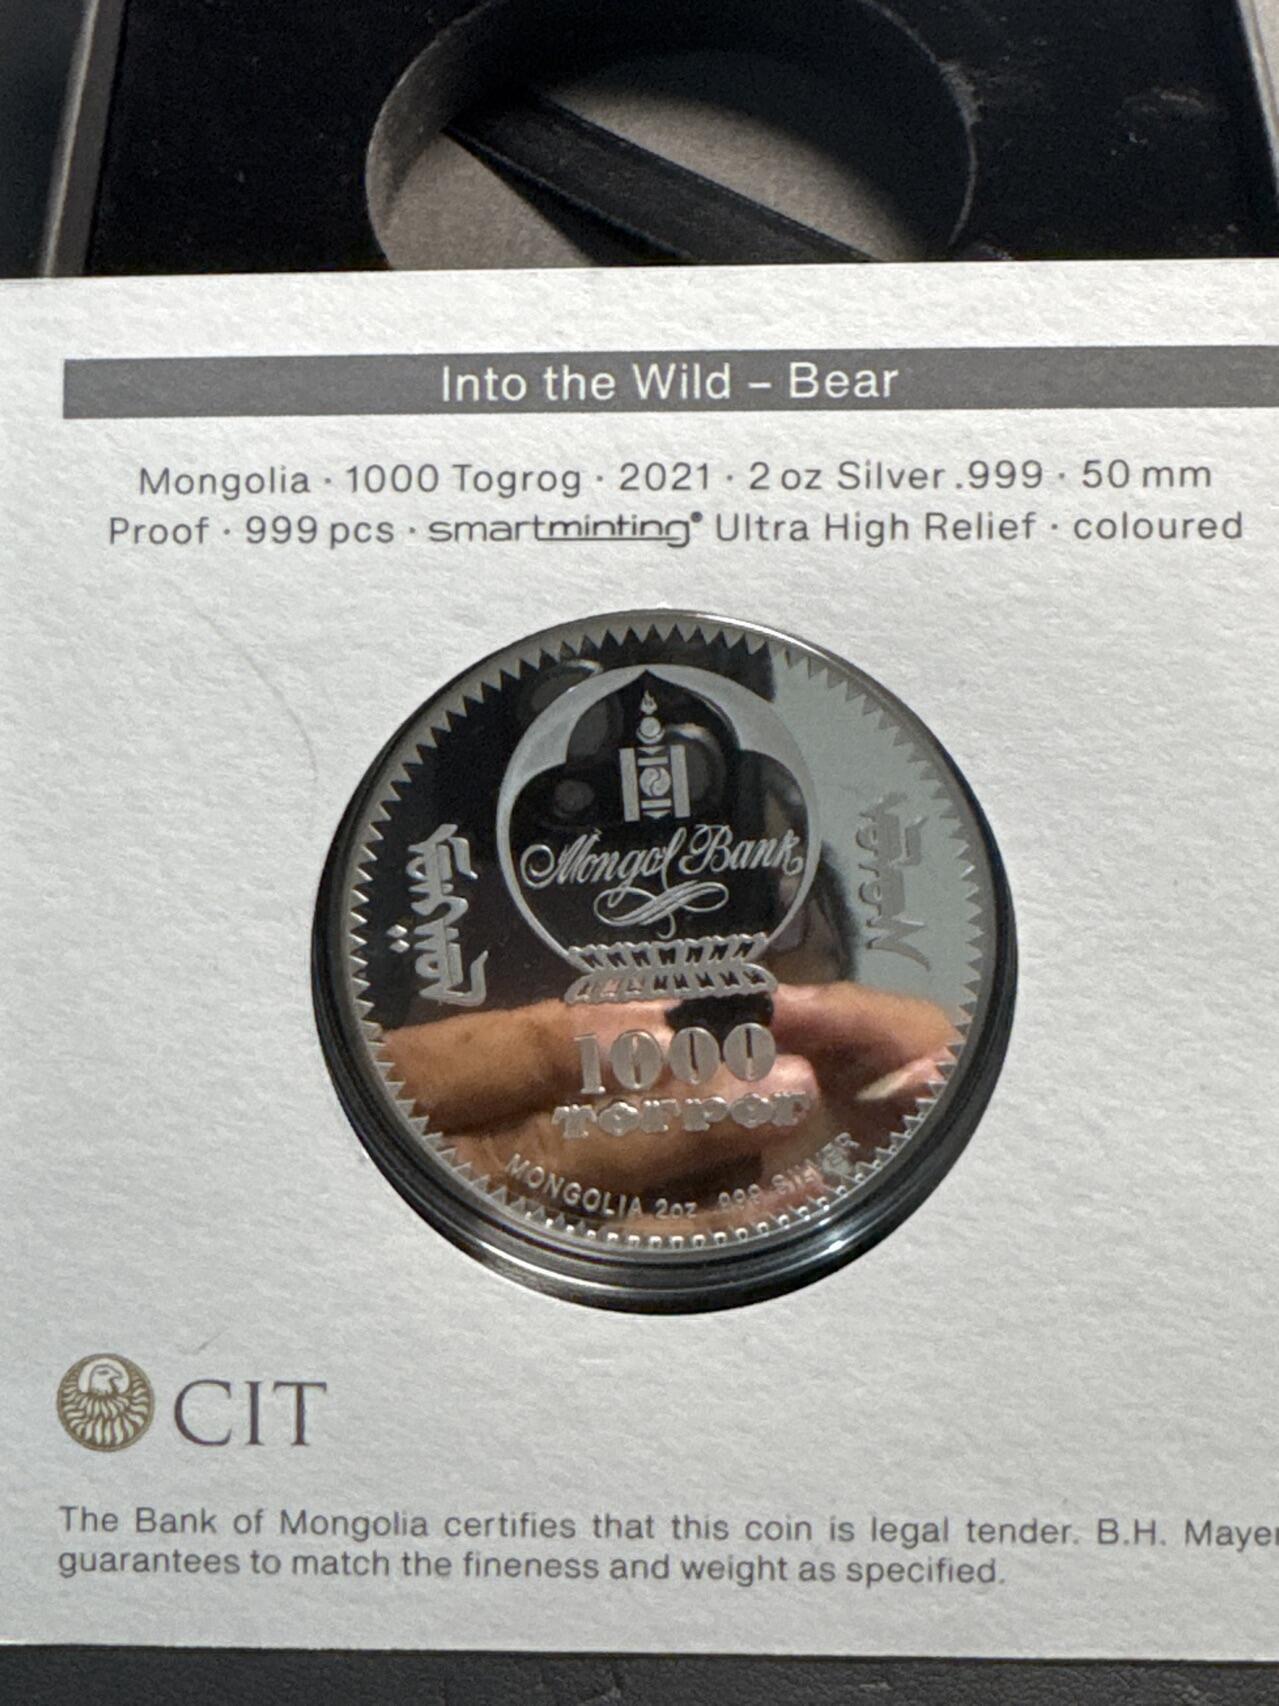 Into the Wild – Bear
Mongolia · 1000 Togrog · 2021 · 2 oz Silver .999 · 50 mm
Proof · 999 pcs · smartminting® Ultra High Relief · coloured
Mongol Bank
1000
ТӨГРӨГ
MONGOLIA 2oz .999 SILVER
CIT
The Bank of Mongolia certifies that this coin is legal tender. B.H. Mayer
guarantees to match the fineness and weight as specified.